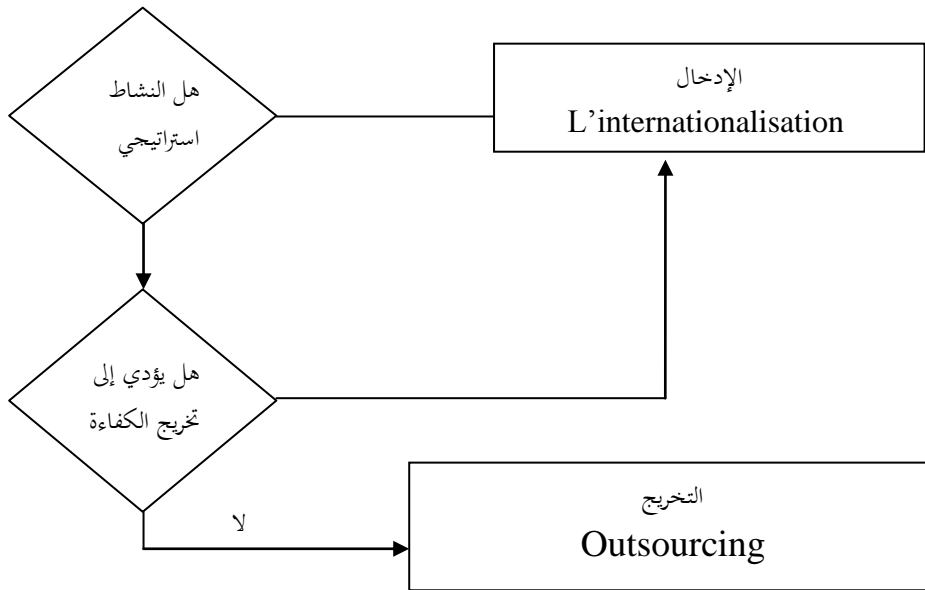 هل النشاط
استراتيجي
الإدخال
L'internationalisation
هل يؤدي إلى
تخريج الكفاءة
لا
التخريج
Outsourcing